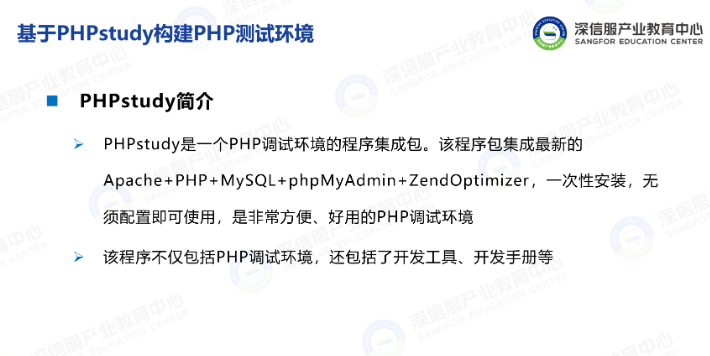 基于PHPstudy构建PHP测试环境
深信服产业教育中心
SANGFOR EDUCATION CENTER
PHPstudy简介
PHPstudy是一个PHP调试环境的程序集成包。该程序包集成最新的
Apache+PHP+MySQL+phpMyAdmin+ZendOptimizer，一次性安装，无
须配置即可使用，是非常方便、好用的PHP调试环境
该程序不仅包括PHP调试环境，还包括了开发工具、开发手册等